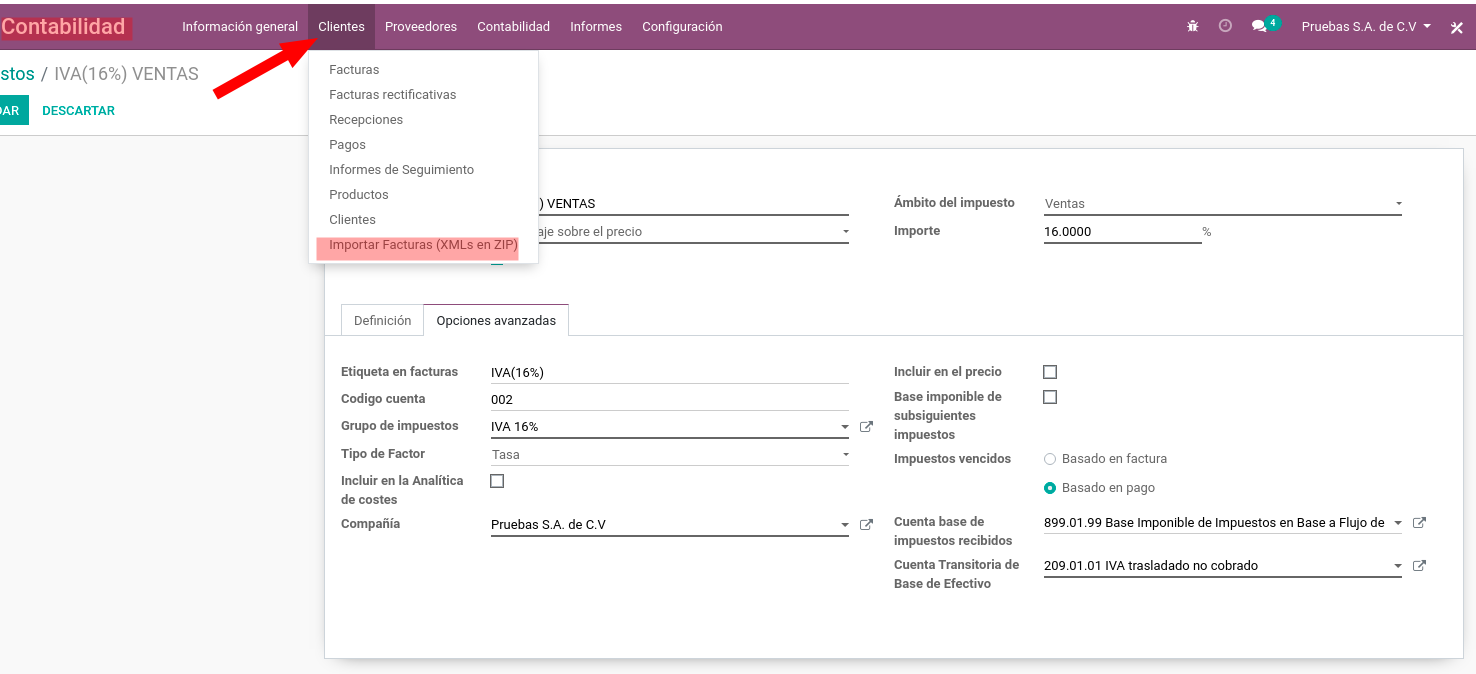 Contabilidad
Información general
Clientes
Proveedores
Contabilidad
Informes
Configuración
4
Pruebas S.A. de C.V
stos / IVA(16%) VENTAS
DAR
DESCARTAR
Facturas
Facturas rectificativas
Recepciones
Pagos
Informes de Seguimiento
Productos
Clientes
Importar Facturas (XMLs en ZIP)
) VENTAS
aje sobre el precio
Ámbito del impuesto
Ventas
Importe
16.0000
%
Definición
Opciones avanzadas
Etiqueta en facturas
IVA(16%)
Codigo cuenta
002
Grupo de impuestos
IVA 16%
Tipo de Factor
Tasa
Incluir en la Analítica
de costes
Compañía
Pruebas S.A. de C.V
Incluir en el precio
Base imponible de
subsiguientes
impuestos
Impuestos vencidos
Basado en factura
Basado en pago
Cuenta base de
impuestos recibidos
899.01.99 Base Imponible de Impuestos en Base a Flujo de
Cuenta Transitoria de
Base de Efectivo
209.01.01 IVA trasladado no cobrado